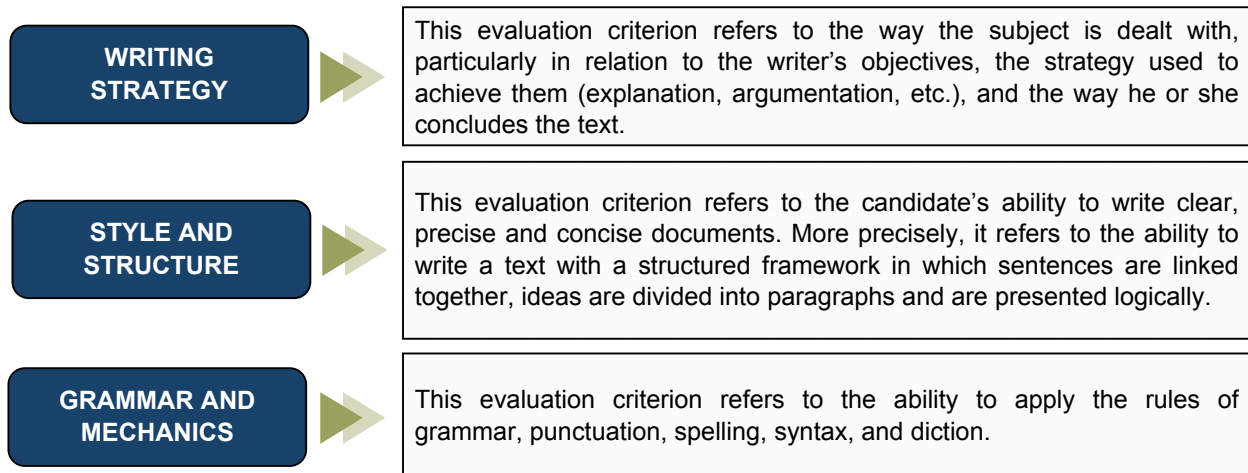 WRITING
STRATEGY
This evaluation criterion refers to the way the subject is dealt with,
particularly in relation to the writer's objectives, the strategy used to
achieve them (explanation, argumentation, etc.), and the way he or she
concludes the text.
STYLE AND
STRUCTURE
This evaluation criterion refers to the candidate's ability to write clear,
precise and concise documents. More precisely, it refers to the ability to
write a text with a structured framework in which sentences are linked
together, ideas are divided into paragraphs and are presented logically.
GRAMMAR AND
MECHANICS
This evaluation criterion refers to the ability to apply the rules of
grammar, punctuation, spelling, syntax, and diction.